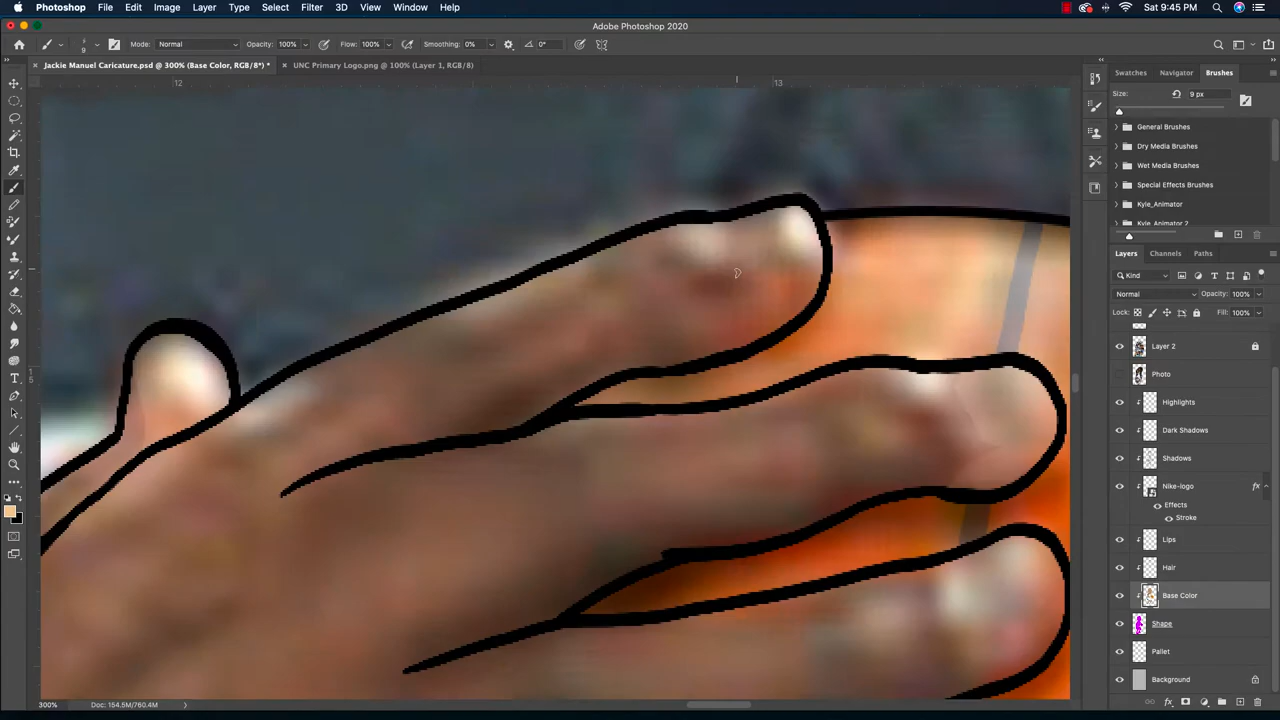 Photoshop File Edit Image Layer Type Select Filter 3D View Window Help Sat 9:45 PM
Adobe Photoshop 2020
9 Mode: Normal Opacity: 100% Flow: 100% Smoothing: 0% 0°
× Jackie Manuel Caricature.psd @ 300% (Base Color, RGB/8*) * × UNC Primary Logo.png @ 100% (Layer 1, RGB/8)
12 13
Swatches Navigator Brushes
Size: 9 px
General Brushes
Dry Media Brushes
Wet Media Brushes
Special Effects Brushes
Kyle_Animator
Kyle_Animator 2
Layers Channels Paths
Kind
Normal Opacity: 100%
Lock: Fill: 100%
Layer 2
Photo
Highlights
Dark Shadows
Shadows
Nike-logo fx
Effects
Stroke
Lips
Hair
Base Color
Shape
Pallet
Background
300% Doc: 154.5M/760.4M